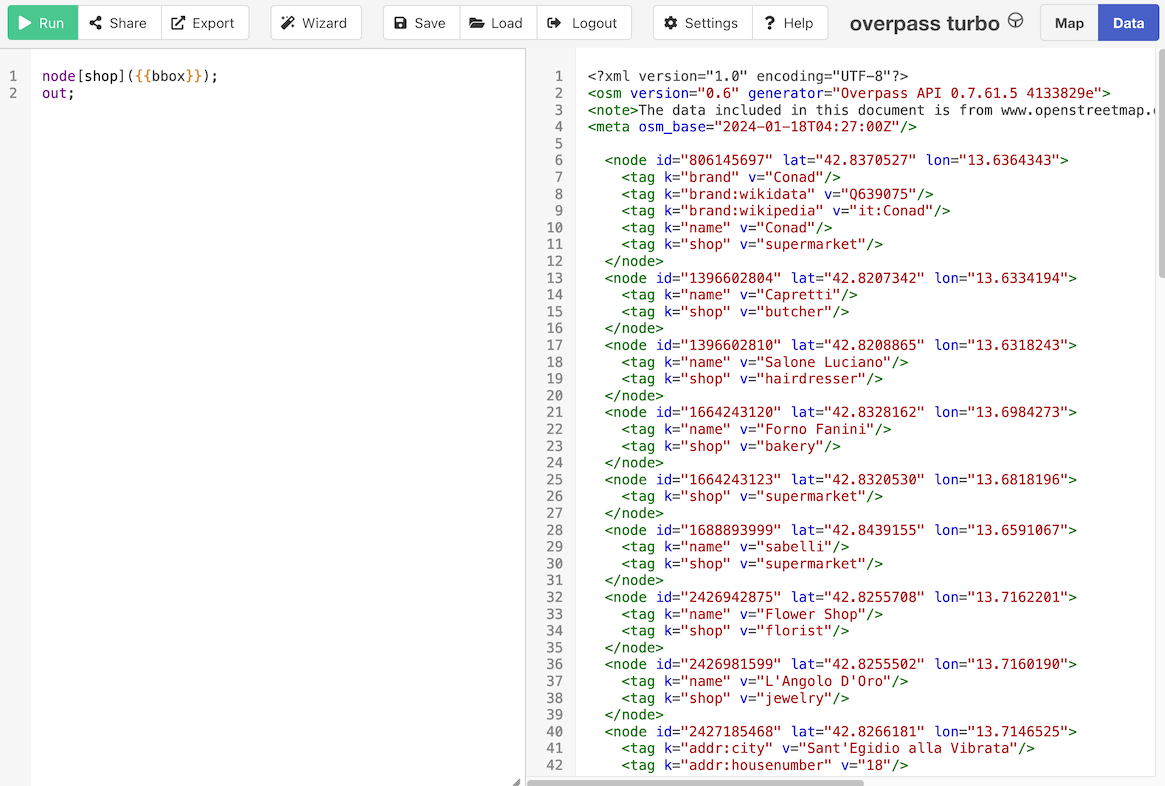 Run Share Export Wizard Save Load Logout Settings Help overpass turbo Map Data
1 node[shop]({{bbox}});
2 out;
1 <?xml version="1.0" encoding="UTF-8"?>
2 <osm version="0.6" generator="Overpass API 0.7.61.5 4133829e">
3 <note>The data included in this document is from www.openstreetmap.
4 <meta osm_base="2024-01-18T04:27:00Z"/>
5
6 <node id="806145697" lat="42.8370527" lon="13.6364343">
7 <tag k="brand" v="Conad"/>
8 <tag k="brand:wikidata" v="Q639075"/>
9 <tag k="brand:wikipedia" v="it:Conad"/>
10 <tag k="name" v="Conad"/>
11 <tag k="shop" v="supermarket"/>
12 </node>
13 <node id="1396602804" lat="42.8207342" lon="13.6334194">
14 <tag k="name" v="Capretti"/>
15 <tag k="shop" v="butcher"/>
16 </node>
17 <node id="1396602810" lat="42.8208865" lon="13.6318243">
18 <tag k="name" v="Salone Luciano"/>
19 <tag k="shop" v="hairdresser"/>
20 </node>
21 <node id="1664243120" lat="42.8328162" lon="13.6984273">
22 <tag k="name" v="Forno Fanini"/>
23 <tag k="shop" v="bakery"/>
24 </node>
25 <node id="1664243123" lat="42.8320530" lon="13.6818196">
26 <tag k="shop" v="supermarket"/>
27 </node>
28 <node id="1688893999" lat="42.8439155" lon="13.6591067">
29 <tag k="name" v="sabelli"/>
30 <tag k="shop" v="supermarket"/>
31 </node>
32 <node id="2426942875" lat="42.8255708" lon="13.7162201">
33 <tag k="name" v="Flower Shop"/>
34 <tag k="shop" v="florist"/>
35 </node>
36 <node id="2426981599" lat="42.8255502" lon="13.7160190">
37 <tag k="name" v="L'Angolo D'Oro"/>
38 <tag k="shop" v="jewelry"/>
39 </node>
40 <node id="2427185468" lat="42.8266181" lon="13.7146525">
41 <tag k="addr:city" v="Sant'Egidio alla Vibrata"/>
42 <tag k="addr:housenumber" v="18"/>